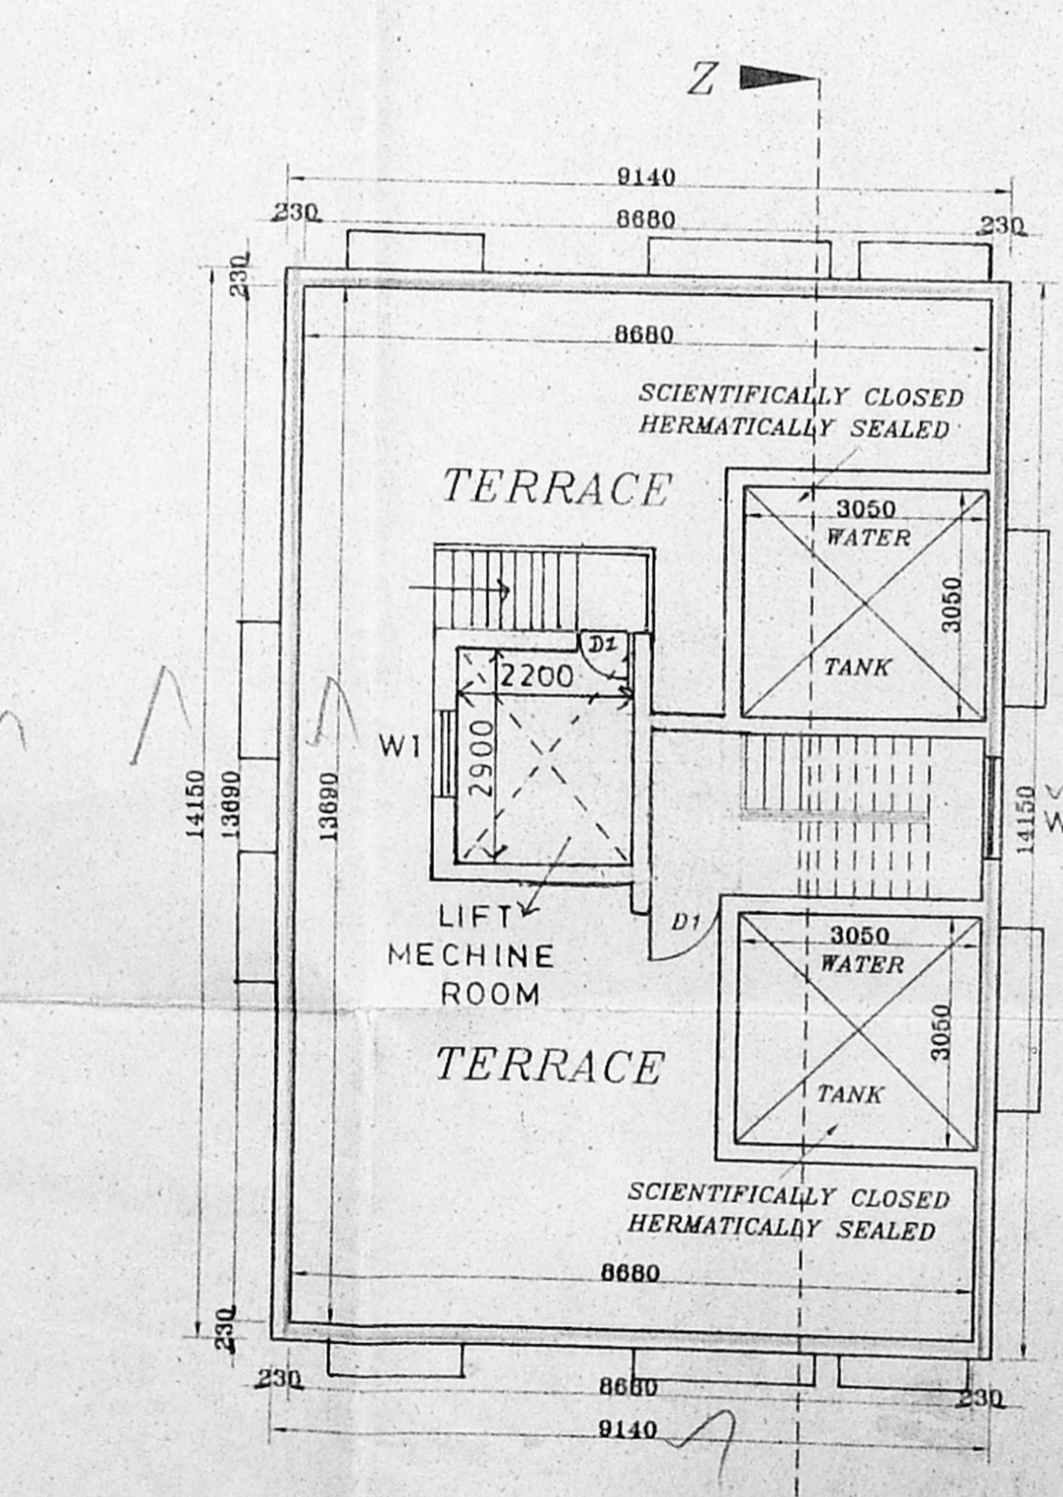 Z
9140
230
8680
230
230
8680
SCIENTIFICALLY CLOSED
HERMATICALLY SEALED
TERRACE
3050
WATER
3050
TANK
D1
2200
2900
W1
14150
13690
13690
14150
W
D1
LIFT
MECHINE
ROOM
3050
WATER
3050
TANK
TERRACE
SCIENTIFICALLY CLOSED
HERMATICALLY SEALED
8680
230
230
8680
230
9140